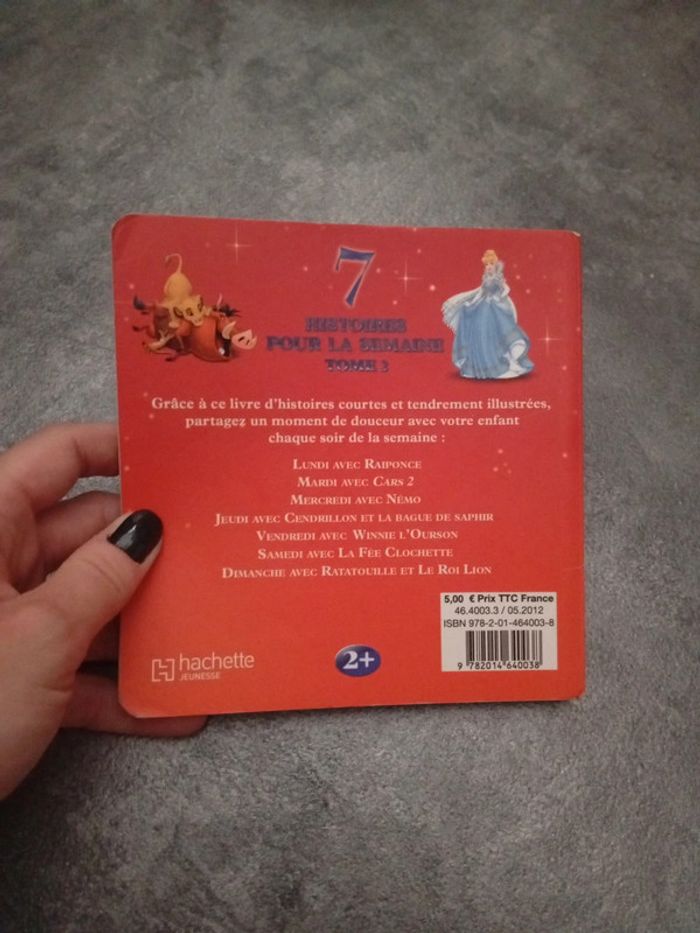 7
HISTOIRES
POUR LA SEMAINE
TOME 2
Grâce à ce livre d'histoires courtes et tendrement illustrées,
partagez un moment de douceur avec votre enfant
chaque soir de la semaine :
LUNDI AVEC RAIPONCE
MARDI AVEC CARS 2
MERCREDI AVEC NÉMO
JEUDI AVEC CENDRILLON ET LA BAGUE DE SAPHIR
VENDREDI AVEC WINNIE L'OURSON
SAMEDI AVEC LA FÉE CLOCHETTE
DIMANCHE AVEC RATATOUILLE ET LE ROI LION
5,00 € Prix TTC France
46.4003.3 / 05.2012
ISBN 978-2-01-464003-8
9 782014 640038
hachette
JEUNESSE
2+